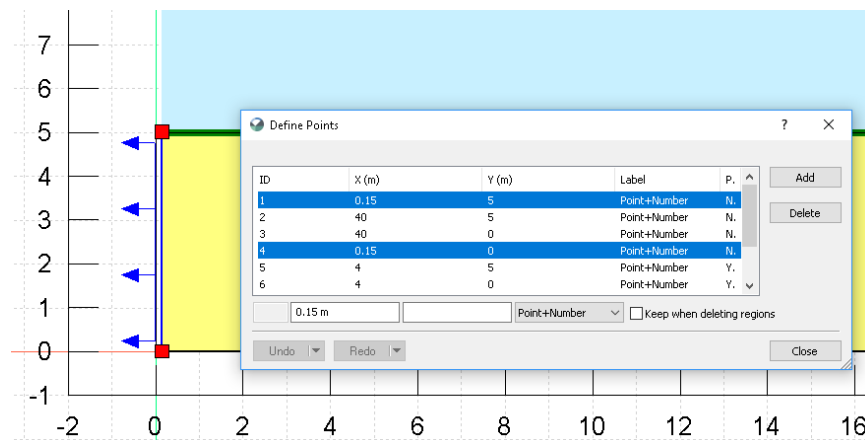 7
6
5
4
3
2
1
0
-1
-2 0 2 4 6 8 10 12 14 16
Define Points ? ×
ID X (m) Y (m) Label P.
1 0.15 5 Point+Number N.
2 40 5 Point+Number N.
3 40 0 Point+Number N.
4 0.15 0 Point+Number N.
5 4 5 Point+Number Y.
6 4 0 Point+Number Y.
Add
Delete
0.15 m Point+Number Keep when deleting regions
Undo Redo Close